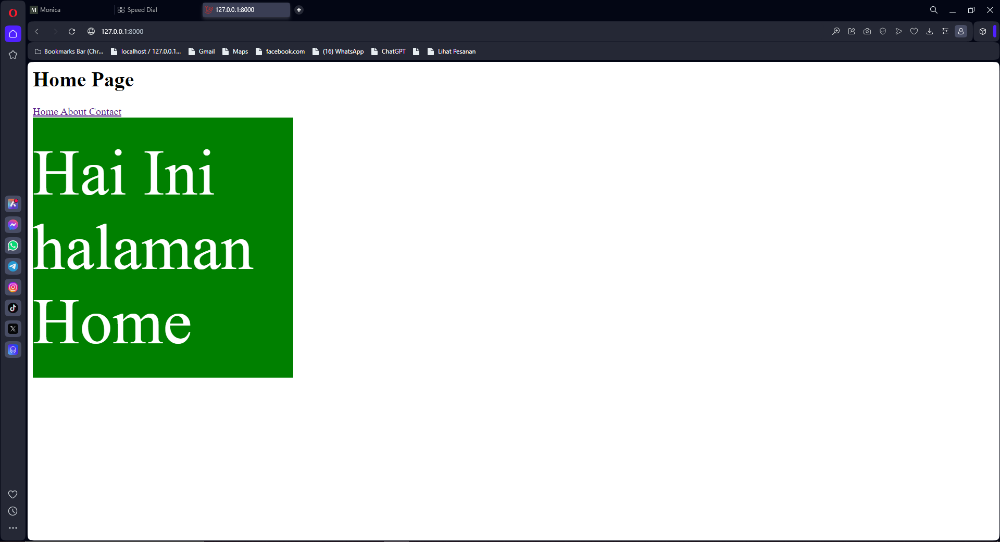 M Monica
Speed Dial
127.0.0.1:8000
127.0.0.1:8000
Bookmarks Bar (Chr...
localhost / 127.0.0.1...
Gmail
Maps
facebook.com
(16) WhatsApp
ChatGPT
Lihat Pesanan
Home Page
Home About Contact
Hai Ini
halaman
Home